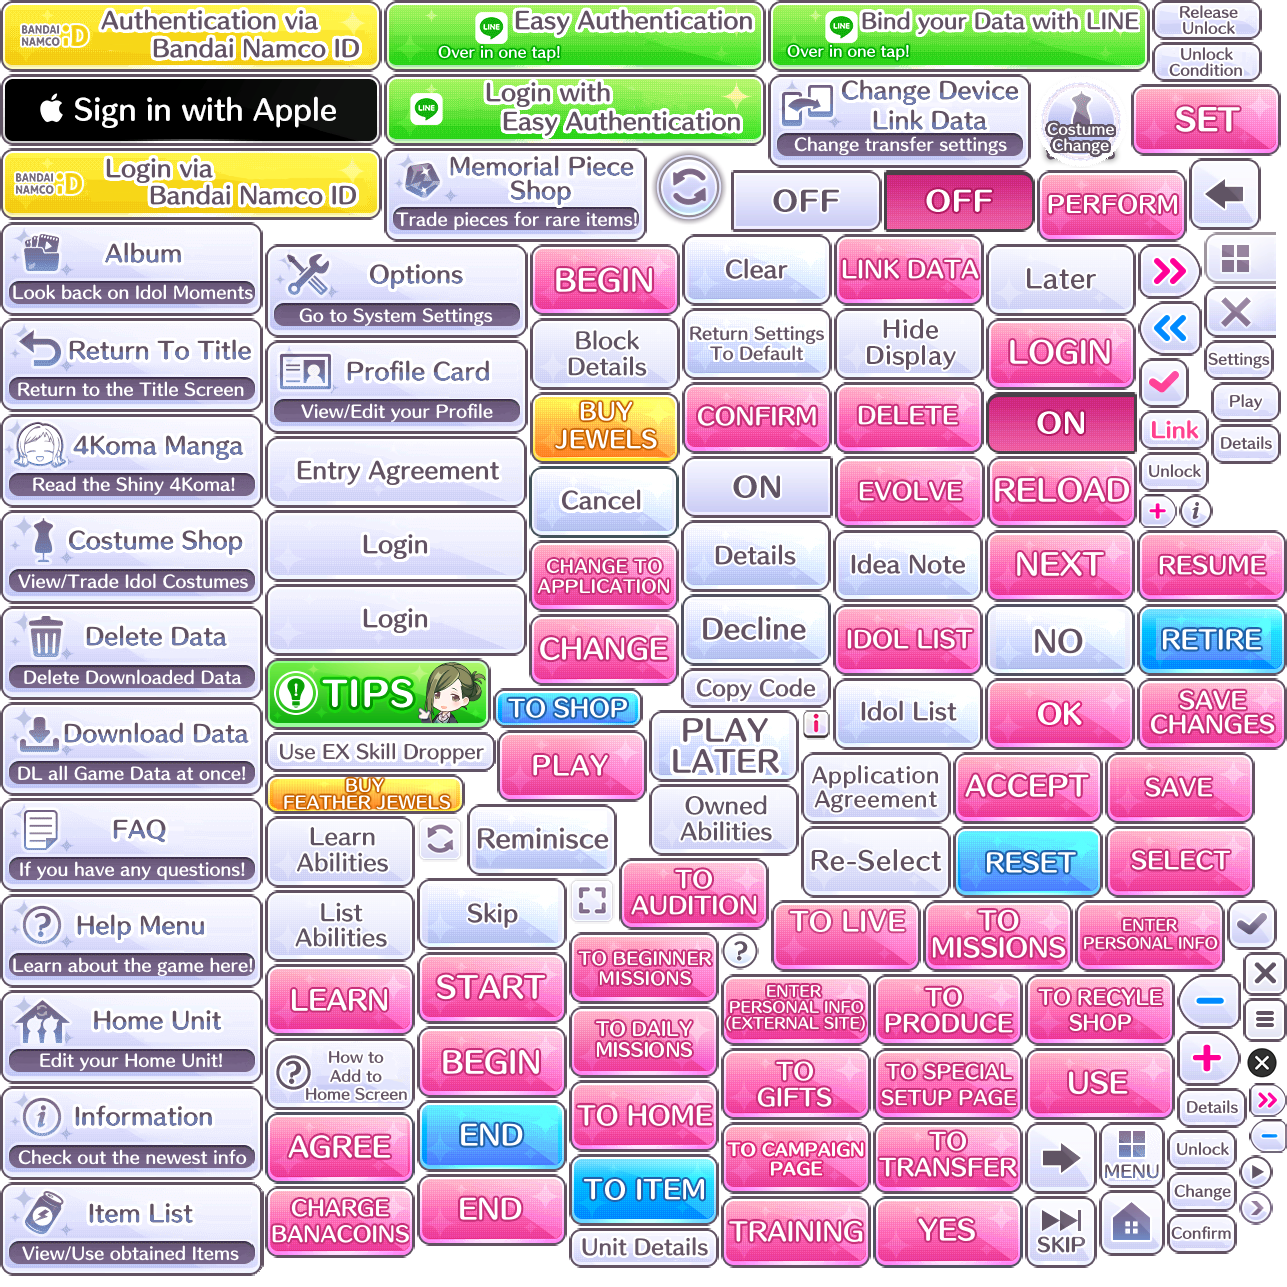 BANDAI
NAMCO iD
Authentication via
Bandai Namco ID
LINE
Easy Authentication
Over in one tap!
LINE
Bind your Data with LINE
Over in one tap!
Release
Unlock
Unlock
Condition
Sign in with Apple
LINE
Login with
Easy Authentication
Change Device
Link Data
Change transfer settings
Costume
Change
SET
BANDAI
NAMCO iD
Login via
Bandai Namco ID
Memorial Piece
Shop
Trade pieces for rare items!
OFF
OFF
PERFORM
Album
Look back on Idol Moments
Return To Title
Return to the Title Screen
4Koma Manga
Read the Shiny 4Koma!
Costume Shop
View/Trade Idol Costumes
Delete Data
Delete Downloaded Data
Download Data
DL all Game Data at once!
FAQ
If you have any questions!
Help Menu
Learn about the game here!
Home Unit
Edit your Home Unit!
Information
Check out the newest info
Item List
View/Use obtained Items
Options
Go to System Settings
Profile Card
View/Edit your Profile
Entry Agreement
Login
Login
TIPS
Use EX Skill Dropper
BUY
FEATHER JEWELS
Learn
Abilities
List
Abilities
LEARN
How to
Add to
Home Screen
AGREE
CHARGE
BANACOINS
BEGIN
Block
Details
BUY
JEWELS
Cancel
CHANGE TO
APPLICATION
CHANGE
TO SHOP
PLAY
Reminisce
Skip
START
BEGIN
END
END
Clear
Return Settings
To Default
CONFIRM
ON
Details
Decline
Copy Code
PLAY
LATER
Owned
Abilities
TO
AUDITION
TO BEGINNER
MISSIONS
TO DAILY
MISSIONS
TO HOME
TO ITEM
Unit Details
LINK DATA
Hide
Display
DELETE
EVOLVE
Idea Note
IDOL LIST
Idol List
Application
Agreement
Re-Select
TO LIVE
ENTER
PERSONAL INFO
(EXTERNAL SITE)
TO
GIFTS
TO CAMPAIGN
PAGE
TRAINING
Later
LOGIN
ON
RELOAD
NEXT
NO
OK
ACCEPT
RESET
TO
MISSIONS
TO
PRODUCE
TO SPECIAL
SETUP PAGE
TO
TRANSFER
YES
Settings
Play
Details
Link
Unlock
RESUME
RETIRE
SAVE
CHANGES
SAVE
SELECT
ENTER
PERSONAL INFO
TO RECYLE
SHOP
USE
MENU
SKIP
Details
Unlock
Change
Confirm